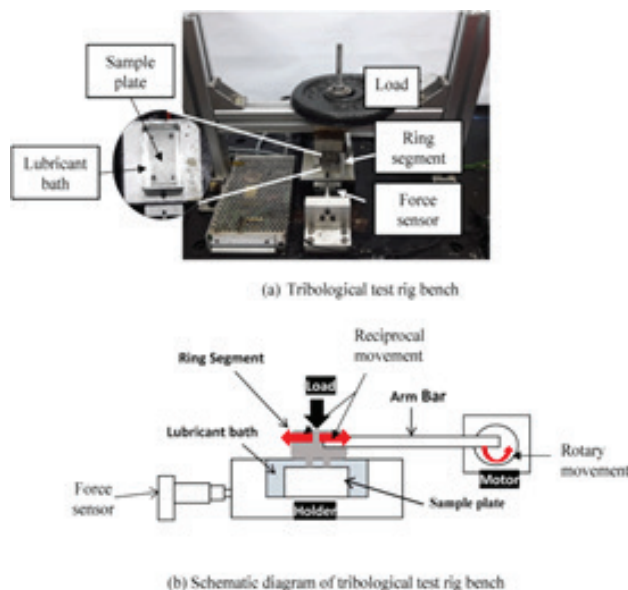 Sample
plate
Load
Ring
segment
Lubricant
bath
Force
sensor
(a) Tribological test rig bench
Reciprocal
movement
Ring Segment
Load
Arm Bar
Lubricant bath
Rotary
movement
Motor
Force
sensor
Sample plate
Holder
(b) Schematic diagram of tribological test rig bench